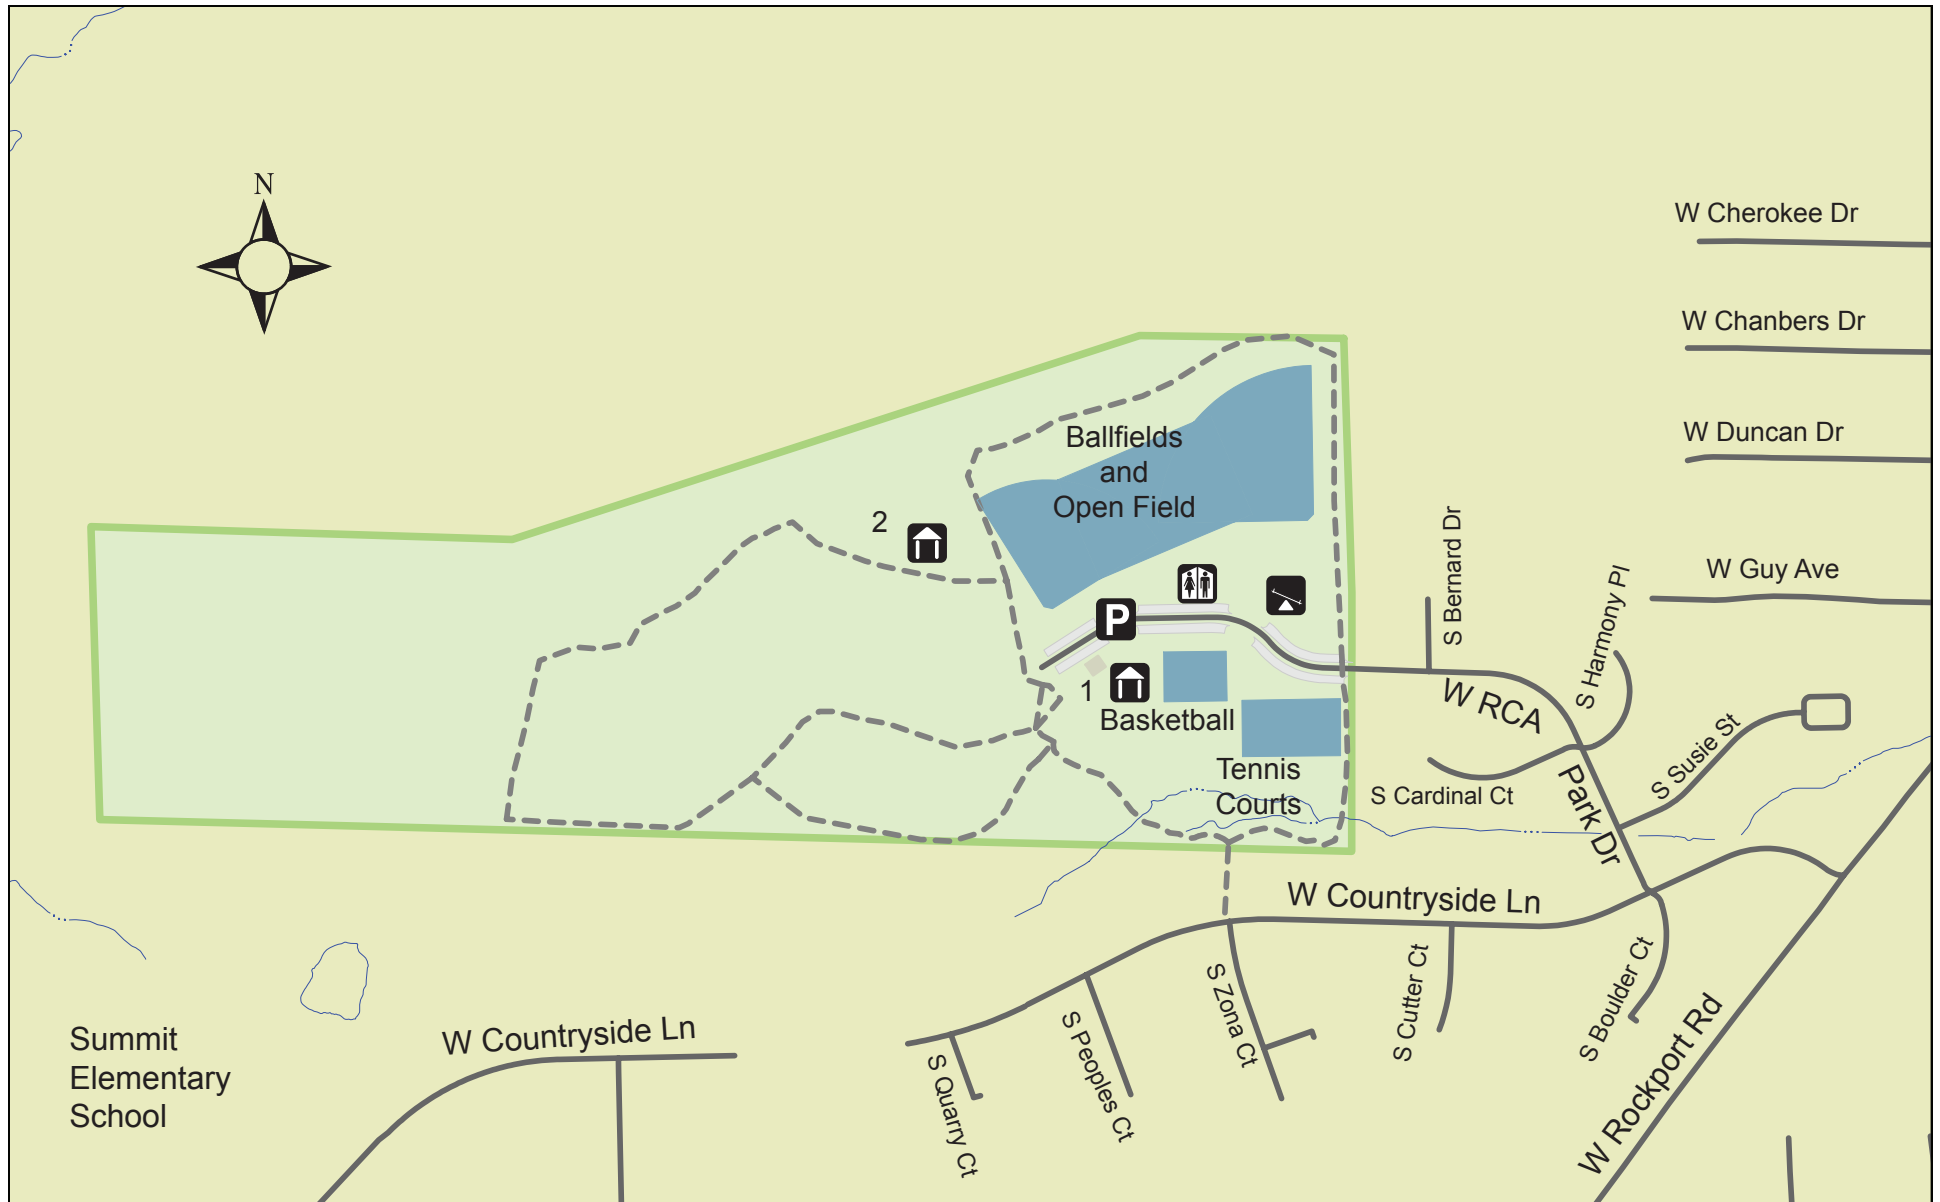 N
W Cherokee Dr
W Chanbers Dr
W Duncan Dr
W Guy Ave
Ballfields
and
Open Field
2
P
1
Basketball
Tennis
Courts
S Bernard Dr
S Harmony Pl
W RCA
Park Dr
S Susie St
S Cardinal Ct
W Countryside Ln
S Zona Ct
S Cutter Ct
S Boulder Ct
S Peoples Ct
S Quarry Ct
W Rockport Rd
W Countryside Ln
Summit
Elementary
School